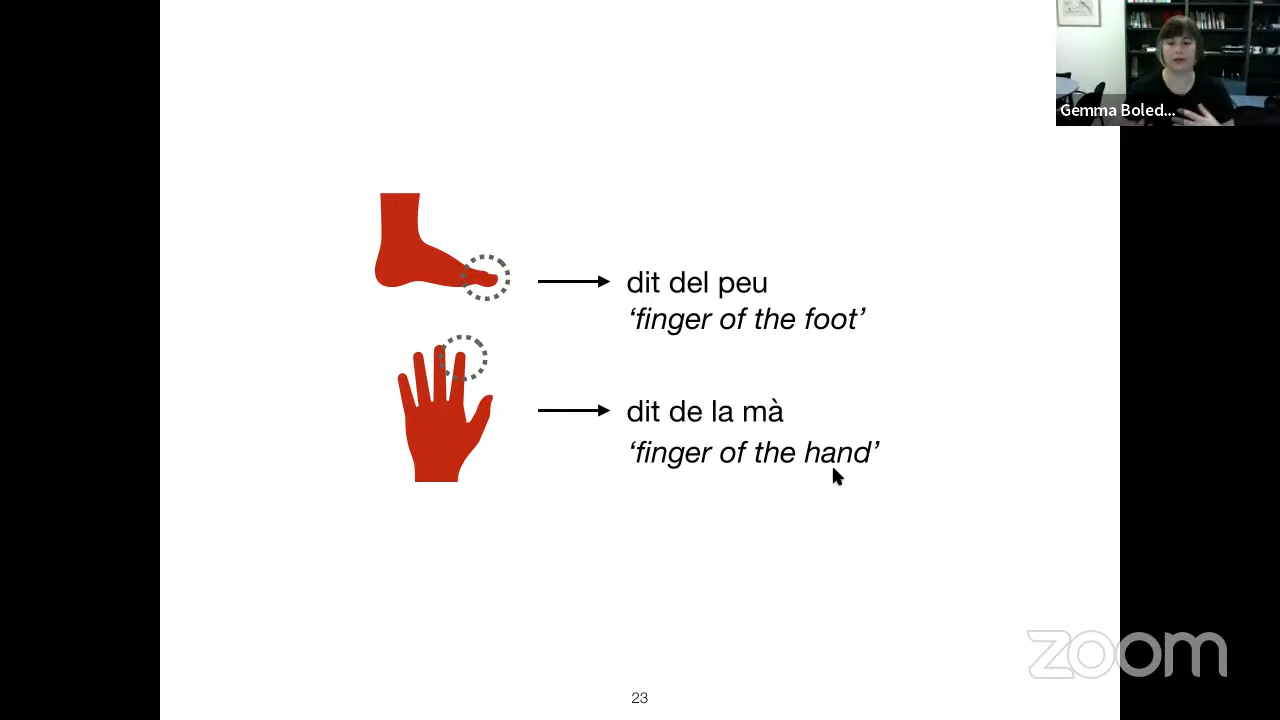 Gemma Boled...
dit del peu
‘finger of the foot’
dit de la mà
‘finger of the hand’
zoom
23